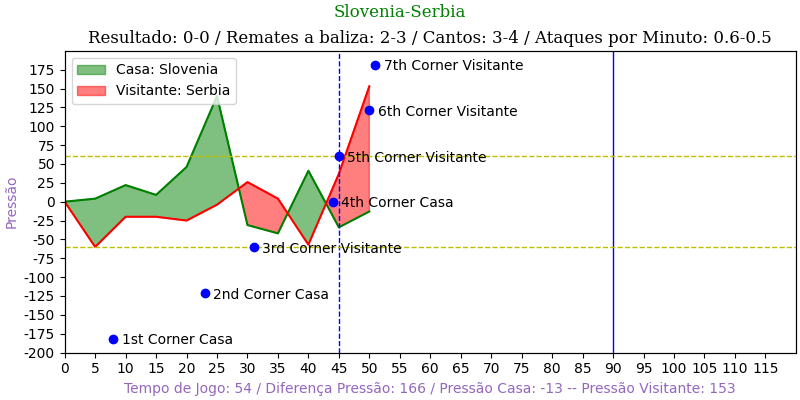 Slovenia-Serbia
Resultado: 0-0 / Remates a baliza: 2-3 / Cantos: 3-4 / Ataques por Minuto: 0.6-0.5
Casa: Slovenia
Visitante: Serbia
7th Corner Visitante
6th Corner Visitante
5th Corner Visitante
4th Corner Casa
3rd Corner Visitante
2nd Corner Casa
1st Corner Casa
Pressão
175
150
125
100
75
50
25
0
-25
-50
-75
-100
-125
-150
-175
-200
0 5 10 15 20 25 30 35 40 45 50 55 60 65 70 75 80 85 90 95 100 105 110 115
Tempo de Jogo: 54 / Diferença Pressão: 166 / Pressão Casa: -13 -- Pressão Visitante: 153